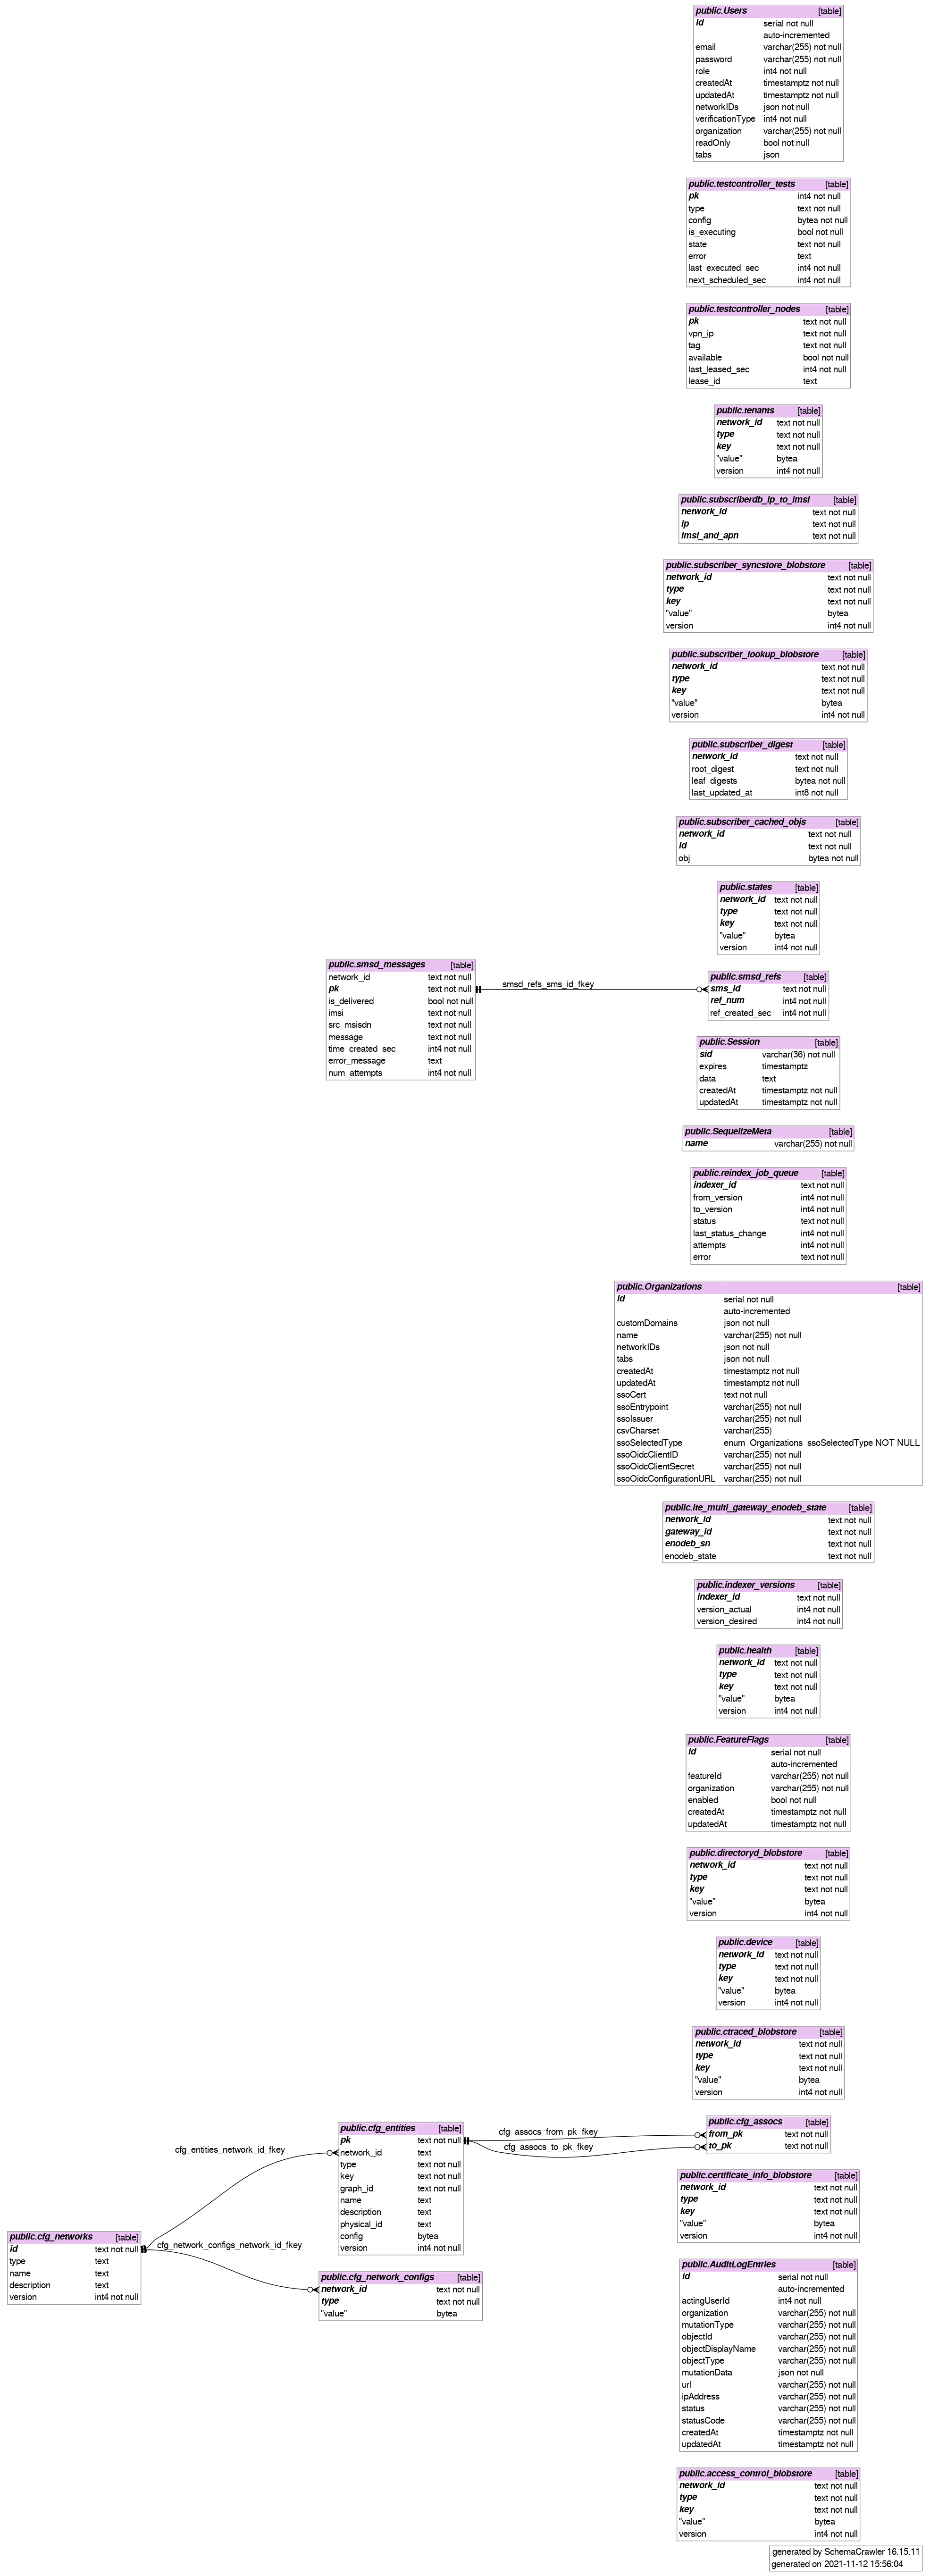 public.Users [table]
id serial not null
auto-incremented
email varchar(255) not null
password varchar(255) not null
role int4 not null
createdAt timestamptz not null
updatedAt timestamptz not null
networkIDs json not null
verificationType int4 not null
organization varchar(255) not null
readOnly bool not null
tabs json
public.testcontroller_tests [table]
pk int4 not null
type text not null
config bytea not null
is_executing bool not null
state text not null
error text
last_executed_sec int4 not null
next_scheduled_sec int4 not null
public.testcontroller_nodes [table]
pk text not null
vpn_ip text not null
tag text not null
available bool not null
last_leased_sec int4 not null
lease_id text
public.tenants [table]
network_id text not null
type text not null
key text not null
"value" bytea
version int4 not null
public.subscriberdb_ip_to_imsi [table]
network_id text not null
ip text not null
imsi_and_apn text not null
public.subscriber_syncstore_blobstore [table]
network_id text not null
type text not null
key text not null
"value" bytea
version int4 not null
public.subscriber_lookup_blobstore [table]
network_id text not null
type text not null
key text not null
"value" bytea
version int4 not null
public.subscriber_digest [table]
network_id text not null
root_digest text not null
leaf_digests bytea not null
last_updated_at int8 not null
public.subscriber_cached_objs [table]
network_id text not null
id text not null
obj bytea not null
public.states [table]
network_id text not null
type text not null
key text not null
"value" bytea
version int4 not null
public.smsd_messages [table]
network_id text not null
pk text not null
is_delivered bool not null
imsi text not null
src_msisdn text not null
message text not null
time_created_sec int4 not null
error_message text
num_attempts int4 not null
smsd_refs_sms_id_fkey
public.smsd_refs [table]
sms_id text not null
ref_num int4 not null
ref_created_sec int4 not null
public.Session [table]
sid varchar(36) not null
expires timestamptz
data text
createdAt timestamptz not null
updatedAt timestamptz not null
public.SequelizeMeta [table]
name varchar(255) not null
public.reindex_job_queue [table]
indexer_id text not null
from_version int4 not null
to_version int4 not null
status text not null
last_status_change int4 not null
attempts int4 not null
error text not null
public.Organizations [table]
id serial not null
auto-incremented
customDomains json not null
name varchar(255) not null
networkIDs json not null
tabs json not null
createdAt timestamptz not null
updatedAt timestamptz not null
ssoCert text not null
ssoEntrypoint varchar(255) not null
ssoIssuer varchar(255) not null
csvCharset varchar(255)
ssoSelectedType enum_Organizations_ssoSelectedType NOT NULL
ssoOidcClientID varchar(255) not null
ssoOidcClientSecret varchar(255) not null
ssoOidcConfigurationURL varchar(255) not null
public.lte_multi_gateway_enodeb_state [table]
network_id text not null
gateway_id text not null
enodeb_sn text not null
enodeb_state text not null
public.indexer_versions [table]
indexer_id text not null
version_actual int4 not null
version_desired int4 not null
public.health [table]
network_id text not null
type text not null
key text not null
"value" bytea
version int4 not null
public.FeatureFlags [table]
id serial not null
auto-incremented
featureId varchar(255) not null
organization varchar(255) not null
enabled bool not null
createdAt timestamptz not null
updatedAt timestamptz not null
public.directoryd_blobstore [table]
network_id text not null
type text not null
key text not null
"value" bytea
version int4 not null
public.device [table]
network_id text not null
type text not null
key text not null
"value" bytea
version int4 not null
public.ctraced_blobstore [table]
network_id text not null
type text not null
key text not null
"value" bytea
version int4 not null
public.cfg_networks [table]
id text not null
type text
name text
description text
version int4 not null
cfg_entities_network_id_fkey
cfg_network_configs_network_id_fkey
public.cfg_entities [table]
pk text not null
network_id text
type text not null
key text not null
graph_id text not null
name text
description text
physical_id text
config bytea
version int4 not null
public.cfg_network_configs [table]
network_id text not null
type text not null
"value" bytea
cfg_assocs_from_pk_fkey
cfg_assocs_to_pk_fkey
public.cfg_assocs [table]
from_pk text not null
to_pk text not null
public.certificate_info_blobstore [table]
network_id text not null
type text not null
key text not null
"value" bytea
version int4 not null
public.AuditLogEntries [table]
id serial not null
auto-incremented
actingUserId int4 not null
organization varchar(255) not null
mutationType varchar(255) not null
objectId varchar(255) not null
objectDisplayName varchar(255) not null
objectType varchar(255) not null
mutationData json not null
url varchar(255) not null
ipAddress varchar(255) not null
status varchar(255) not null
statusCode varchar(255) not null
createdAt timestamptz not null
updatedAt timestamptz not null
public.access_control_blobstore [table]
network_id text not null
type text not null
key text not null
"value" bytea
version int4 not null
generated by SchemaCrawler 16.15.11
generated on 2021-11-12 15:56:04